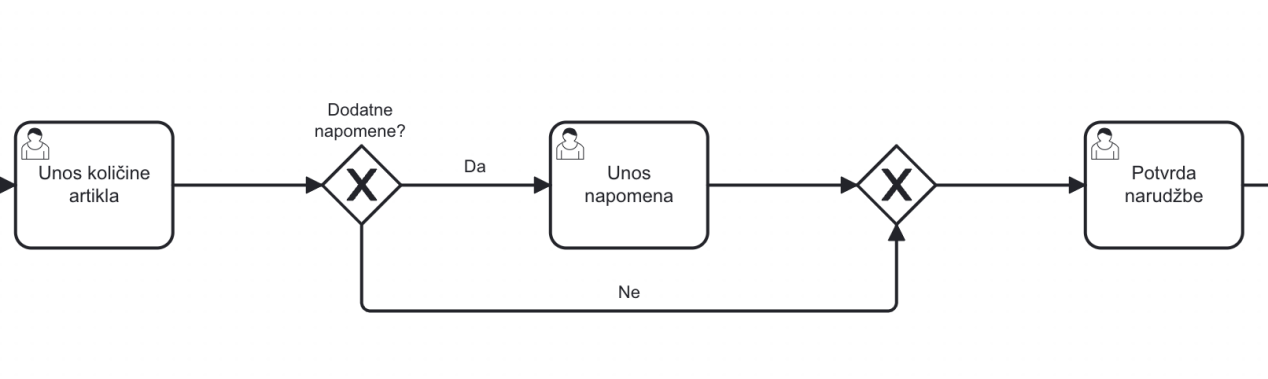 Unos količine
artikla
Dodatne
napomene?
Da
Ne
Unos
napomena
Potvrda
narudžbe